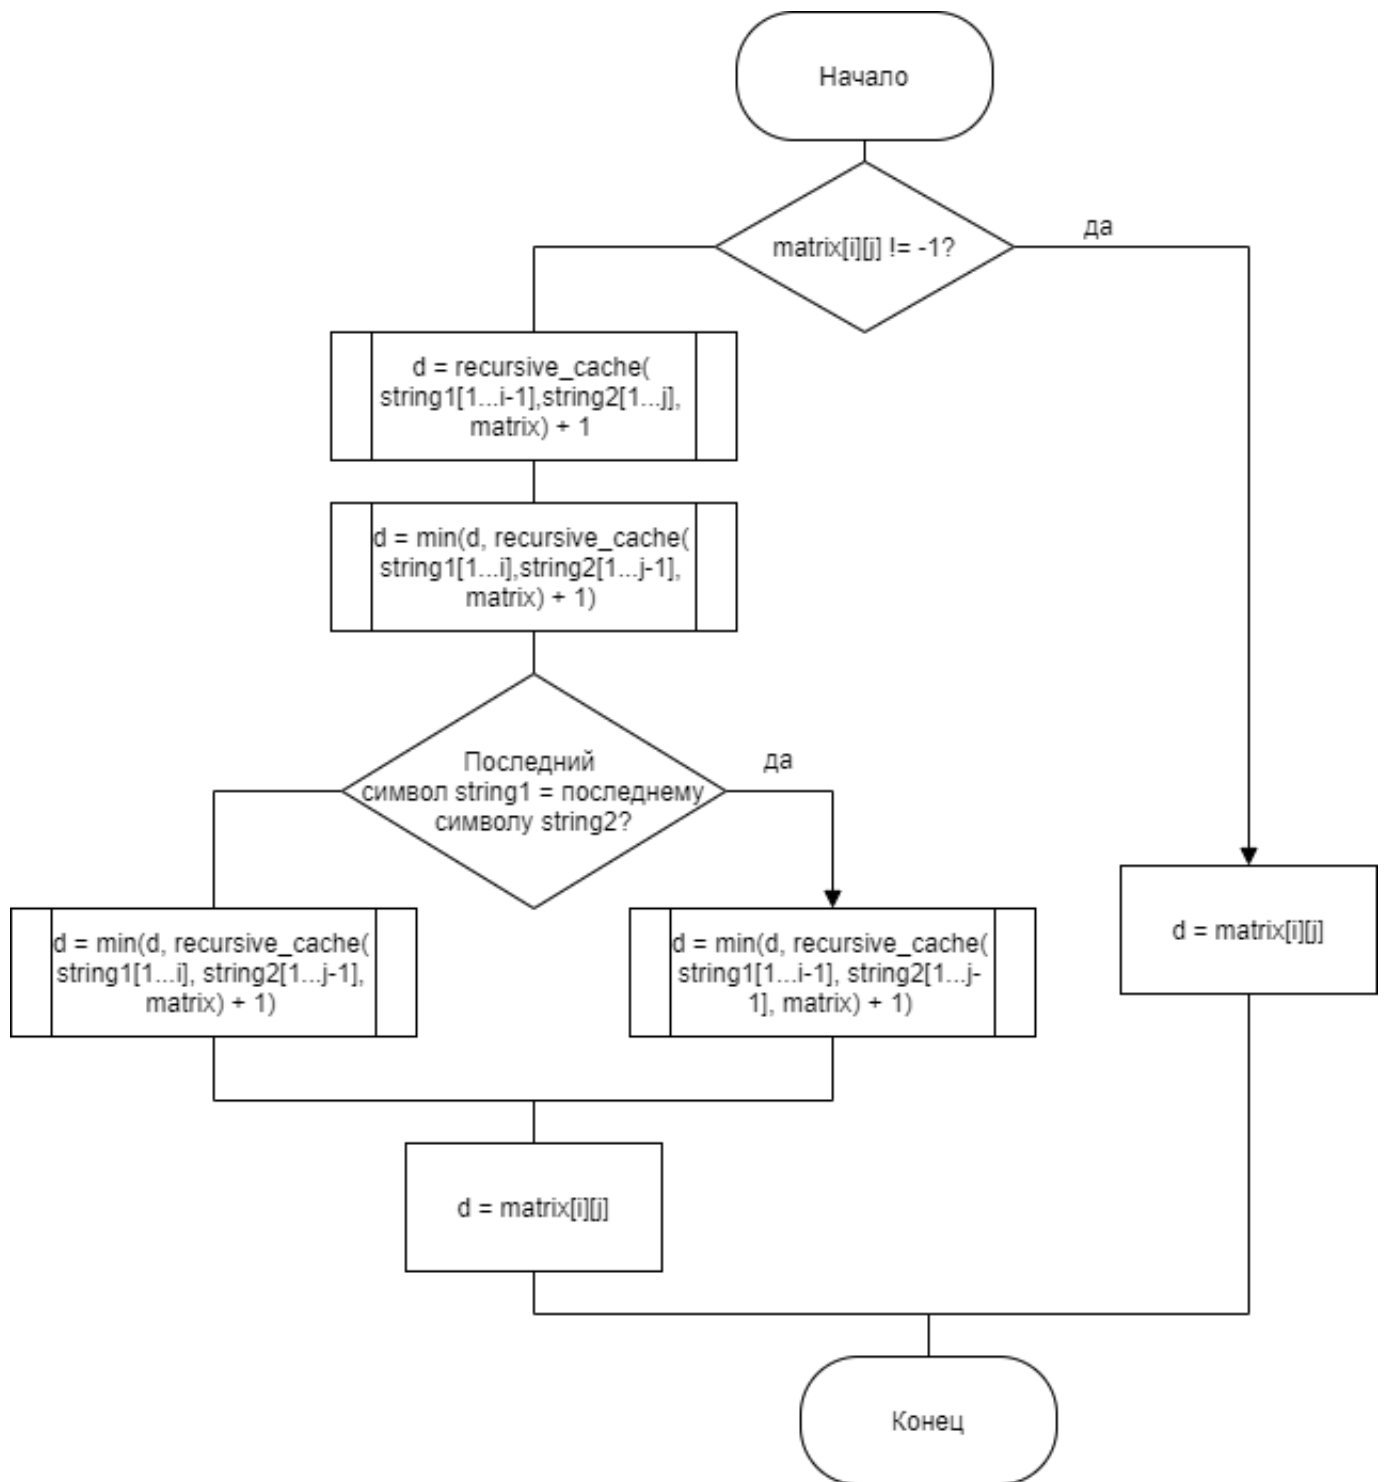 Начало
matrix[i][j] != -1?
да
d = recursive_cache(
string1[1...i-1],string2[1...j],
matrix) + 1
d = min(d, recursive_cache(
string1[1...i],string2[1...j-1],
matrix) + 1)
Последний
символ string1 = последнему
символу string2?
да
d = min(d, recursive_cache(
string1[1...i], string2[1...j-1],
matrix) + 1)
d = min(d, recursive_cache(
string1[1...i-1], string2[1...j-
1], matrix) + 1)
d = matrix[i][j]
d = matrix[i][j]
Конец